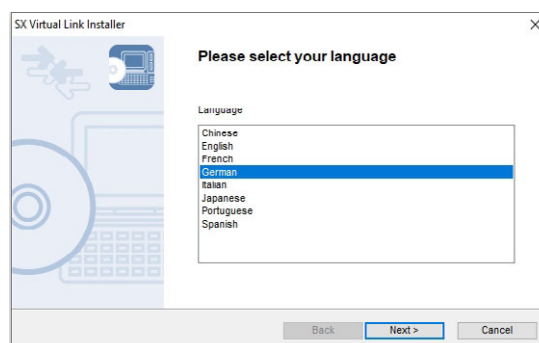 SX Virtual Link Installer
Please select your language
Language
Chinese
English
French
German
Italian
Japanese
Portuguese
Spanish
Back
Next >
Cancel